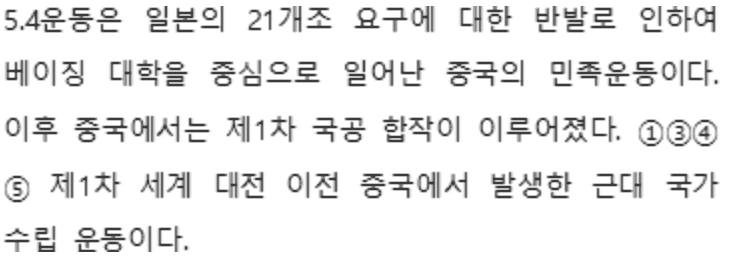 5.4운동은 일본의 21개조 요구에 대한 반발로 인하여
베이징 대학을 중심으로 일어난 중국의 민족운동이다.
이후 중국에서는 제1차 국공 합작이 이루어졌다. ①③④
⑤ 제1차 세계 대전 이전 중국에서 발생한 근대 국가
수립 운동이다.